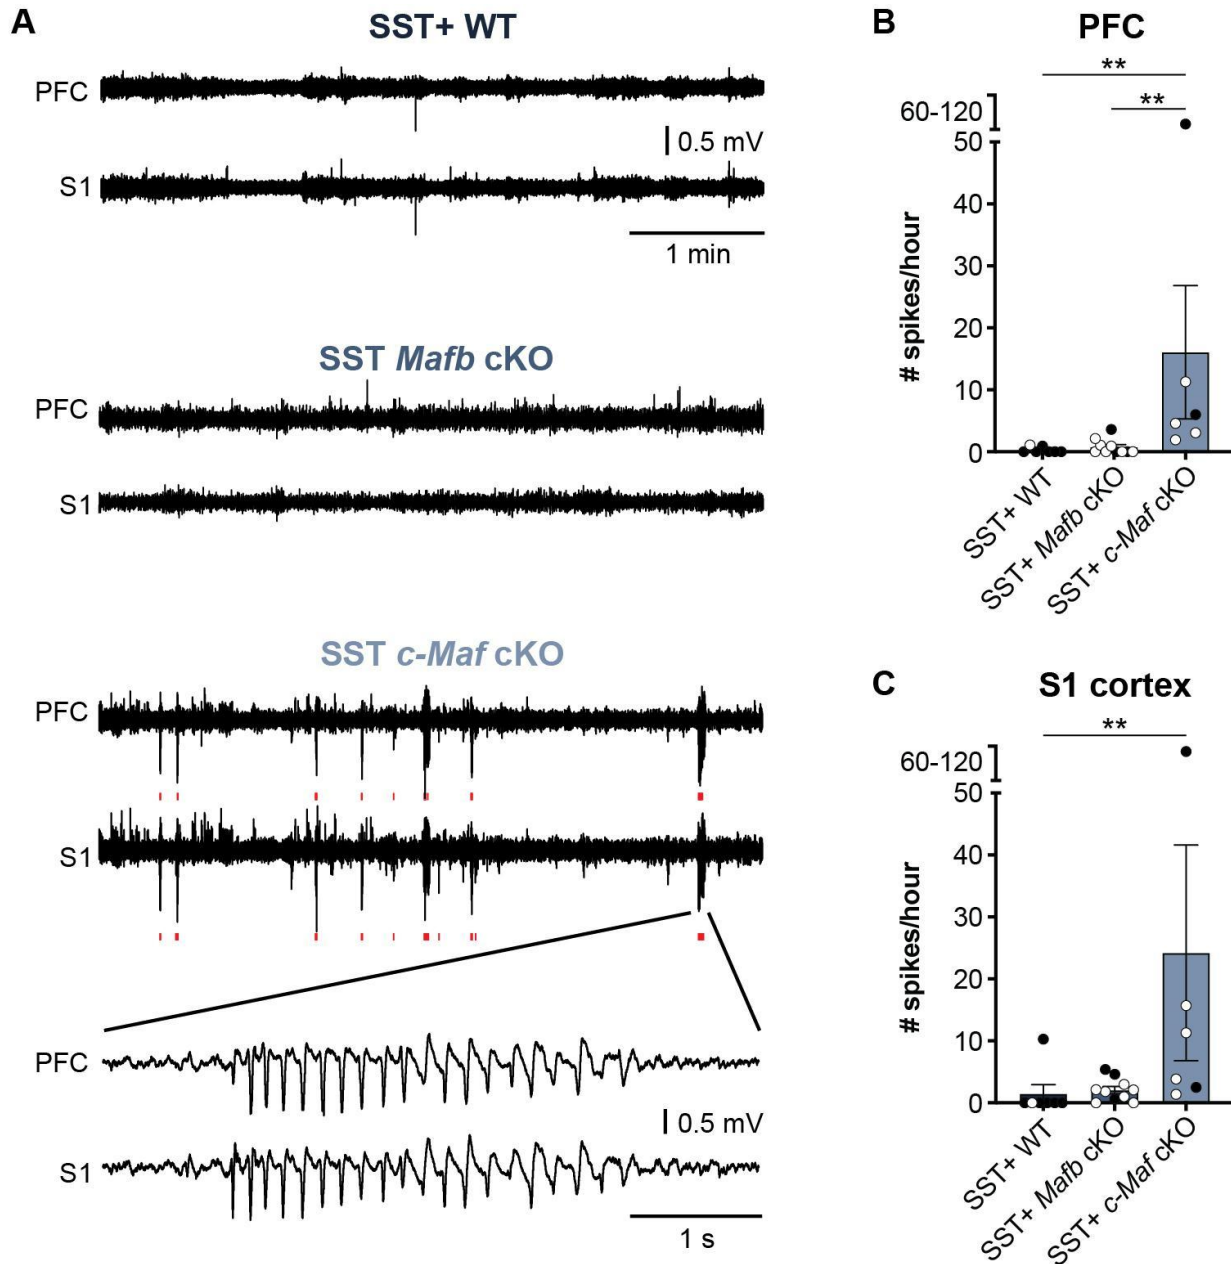 A
SST+ WT
PFC
0.5 mV
S1
1 min
SST Mafb cKO
PFC
S1
SST c-Maf cKO
PFC
S1
PFC
0.5 mV
S1
1 s
B
PFC
**
**
60-120
50
40
30
20
10
0
# spikes/hour
SST+ WT
SST+ Mafb cKO
SST+ c-Maf cKO
C
S1 cortex
**
60-120
50
40
30
20
10
0
# spikes/hour
SST+ WT
SST+ Mafb cKO
SST+ c-Maf cKO